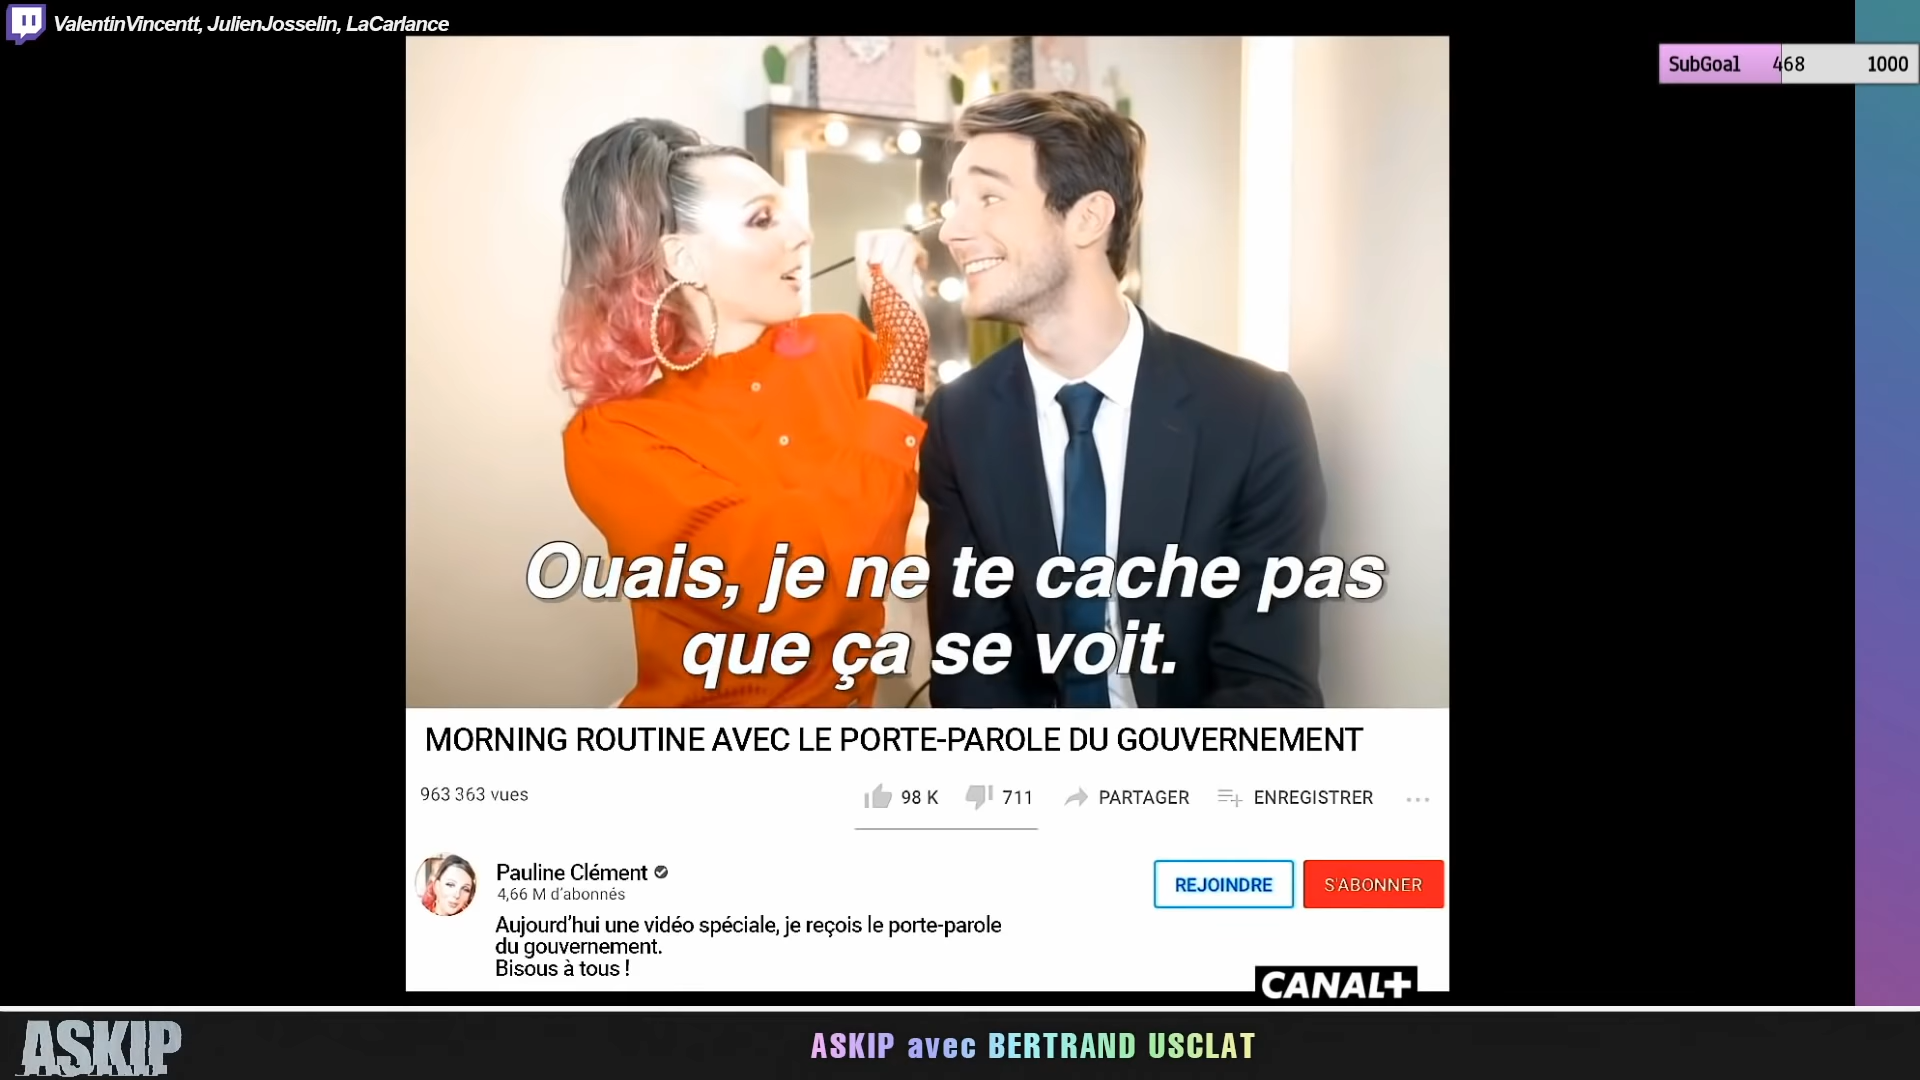 ValentinVincentt, JulienJosselin, LaCarlance
SubGoal 468 1000
Ouais, je ne te cache pas
que ça se voit.
MORNING ROUTINE AVEC LE PORTE-PAROLE DU GOUVERNEMENT
963 363 vues
98 K 711 PARTAGER ENREGISTRER
Pauline Clément
4,66 M d'abonnés
REJOINDRE S'ABONNER
Aujourd'hui une vidéo spéciale, je reçois le porte-parole
du gouvernement.
Bisous à tous !
CANAL+
ASKIP
ASKIP avec BERTRAND USCLAT